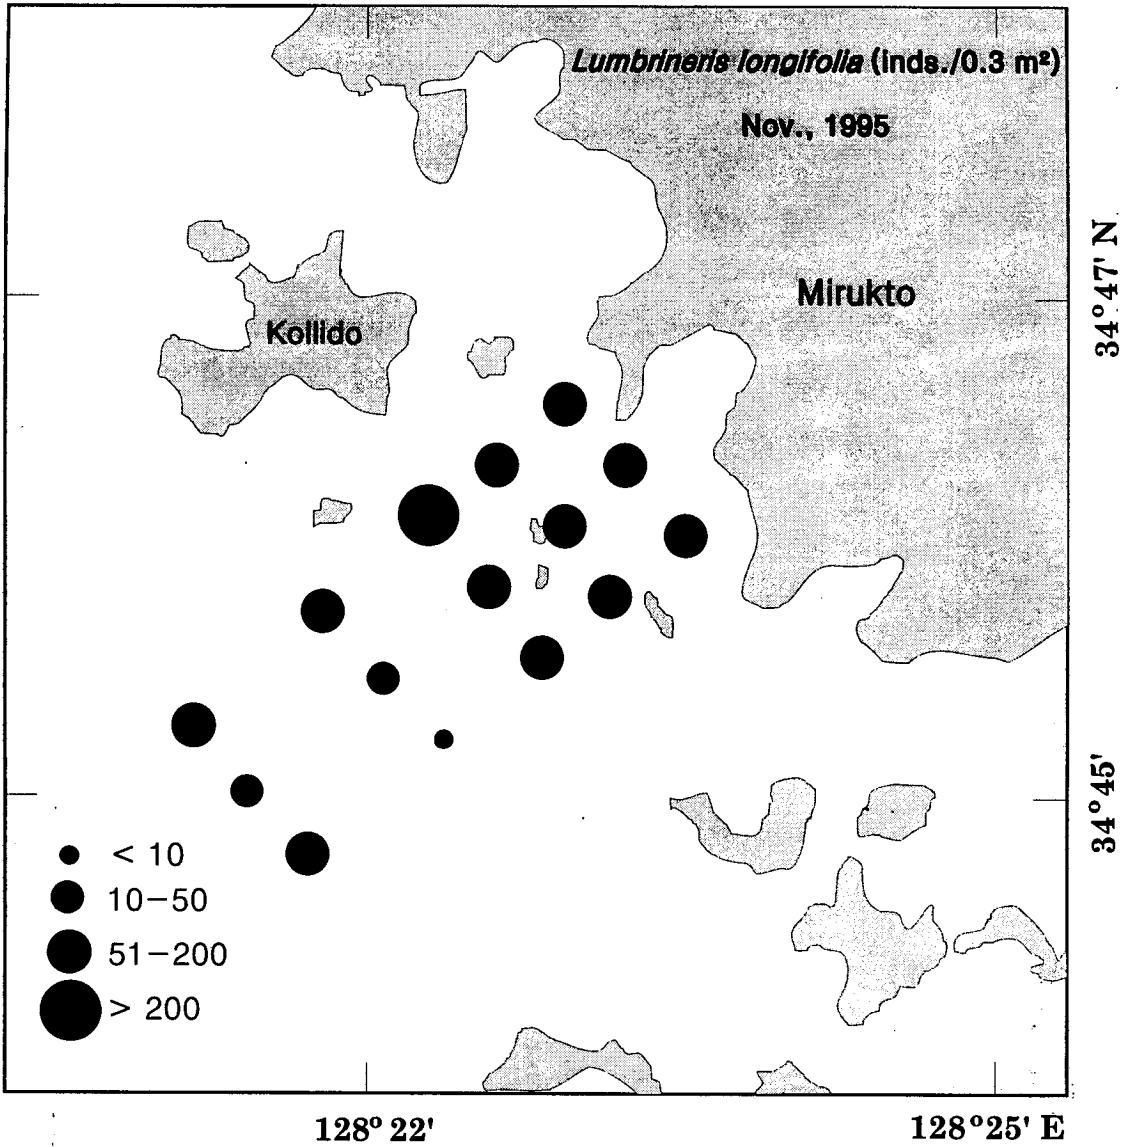 Lumbrineris longifolia (inds./0.3 m²)
Nov., 1995
Mirukto
Kollido
34°47' N
34°45'
< 10
10-50
51-200
> 200
128°22'
128°25' E